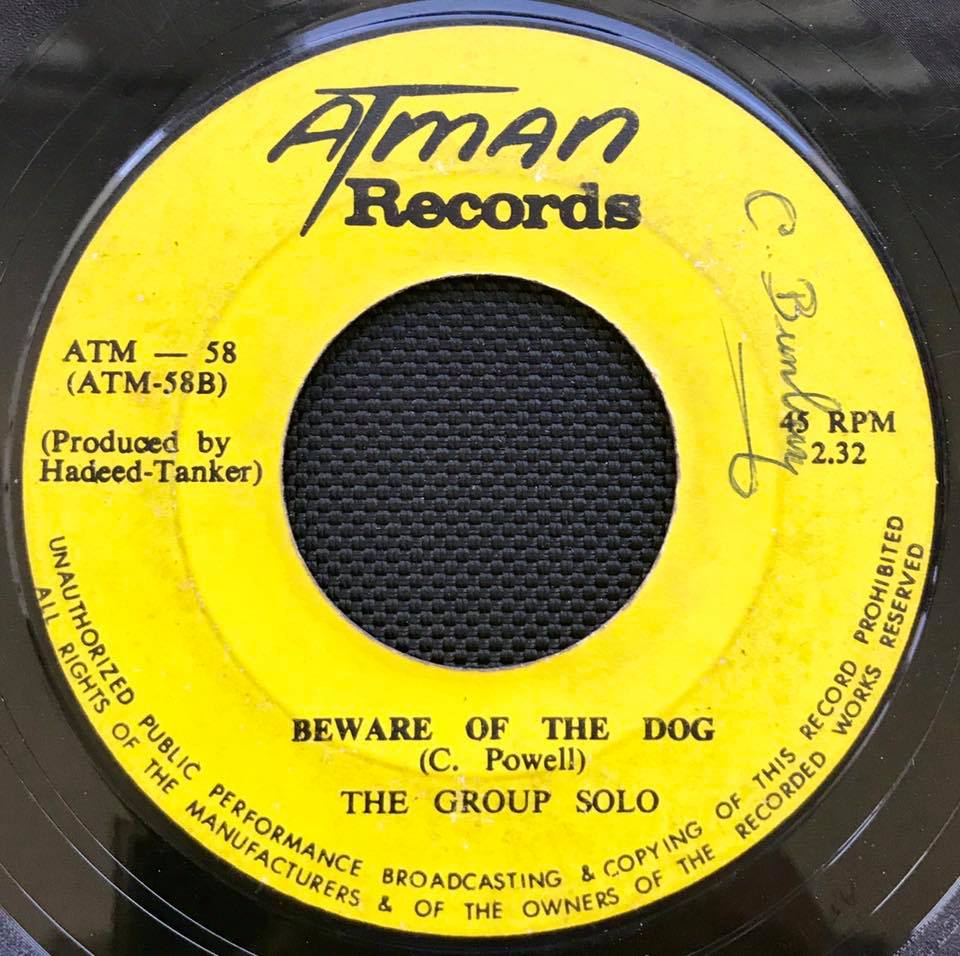 ATMAN
Records
ATM — 58
(ATM-58B)
(Produced by
Hadeed-Tanker)
C.
45 RPM
2.32
BEWARE OF THE DOG
(C. Powell)
THE GROUP SOLO
UNAUTHORIZED PUBLIC PERFORMANCE BROADCASTING & COPYING OF THIS RECORD PROHIBITED
ALL RIGHTS OF THE MANUFACTURERS & OF THE OWNERS OF THE RECORDED WORKS RESERVED